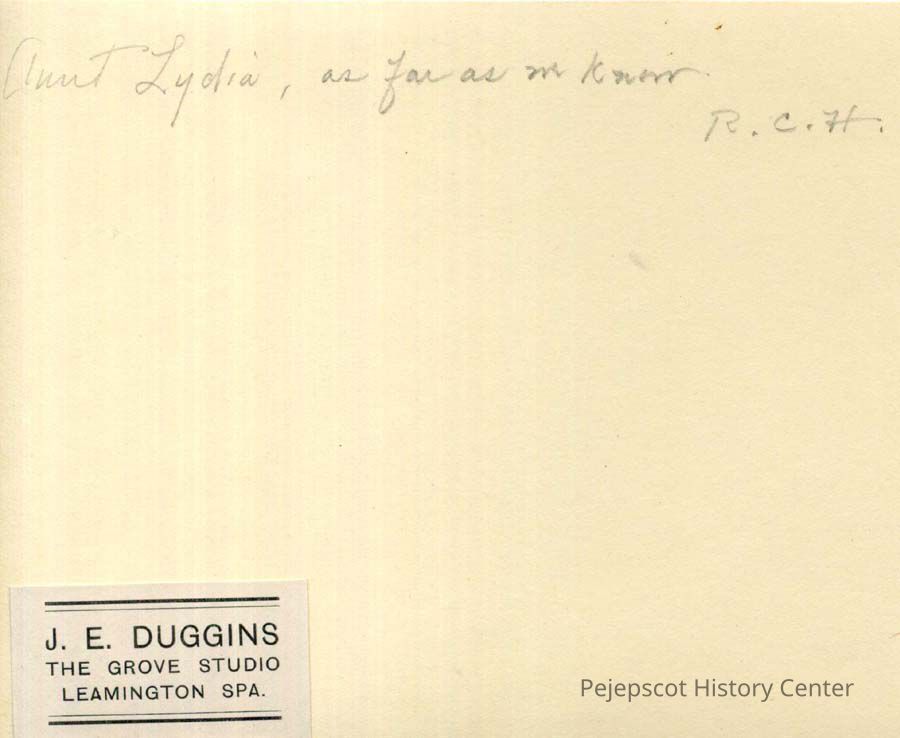 Aunt Lydia, as far as we know.
R. C. H.
J. E. DUGGINS
THE GROVE STUDIO
LEAMINGTON SPA.
Pejepscot History Center